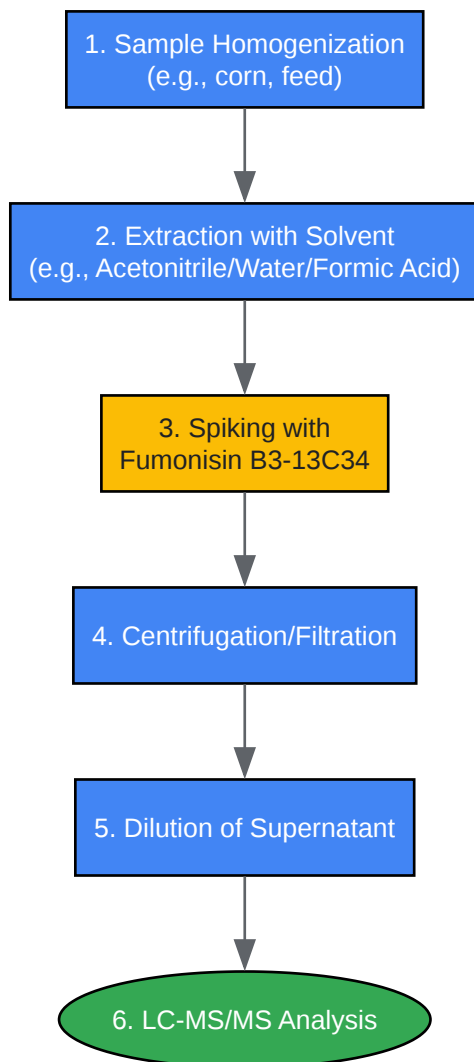 1. Sample Homogenization
(e.g., corn, feed)
2. Extraction with Solvent
(e.g., Acetonitrile/Water/Formic Acid)
3. Spiking with
Fumonisin B3-13C34
4. Centrifugation/Filtration
5. Dilution of Supernatant
6. LC-MS/MS Analysis